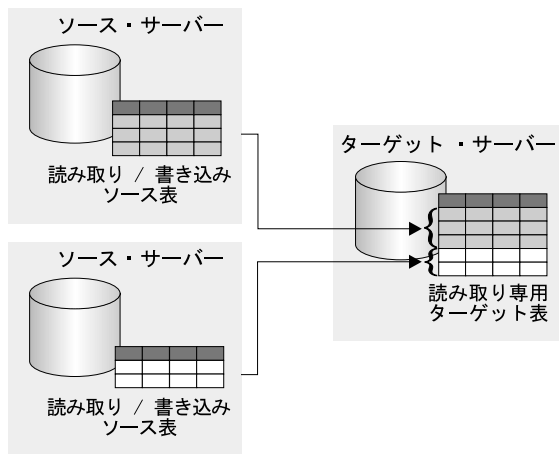 ソース・サーバー
読み取り / 書き込み
ソース表
ターゲット・サーバー
読み取り専用
ターゲット表
ソース・サーバー
読み取り / 書き込み
ソース表